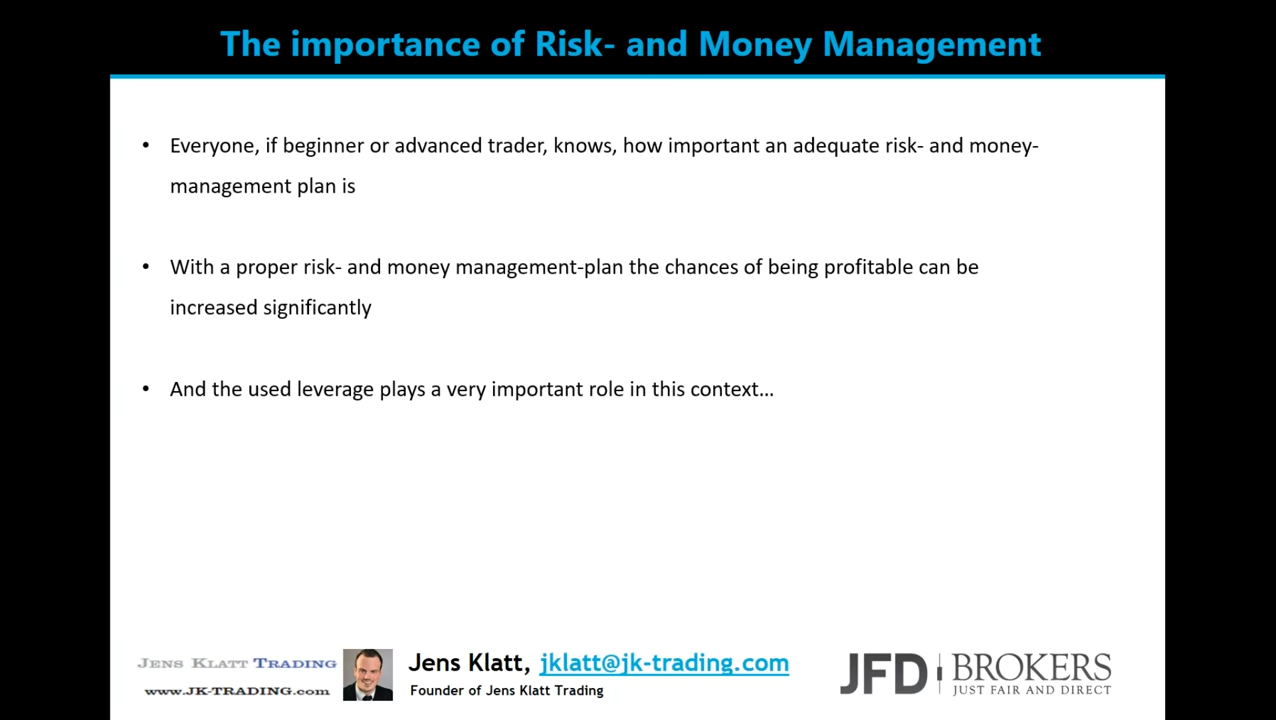 The importance of Risk- and Money Management
• Everyone, if beginner or advanced trader, knows, how important an adequate risk- and money-
management plan is
• With a proper risk- and money management-plan the chances of being profitable can be
increased significantly
• And the used leverage plays a very important role in this context…
JENS KLATT TRADING
www.JK-TRADING.com
Jens Klatt, jklatt@jk-trading.com
Founder of Jens Klatt Trading
JFD BROKERS
JUST FAIR AND DIRECT